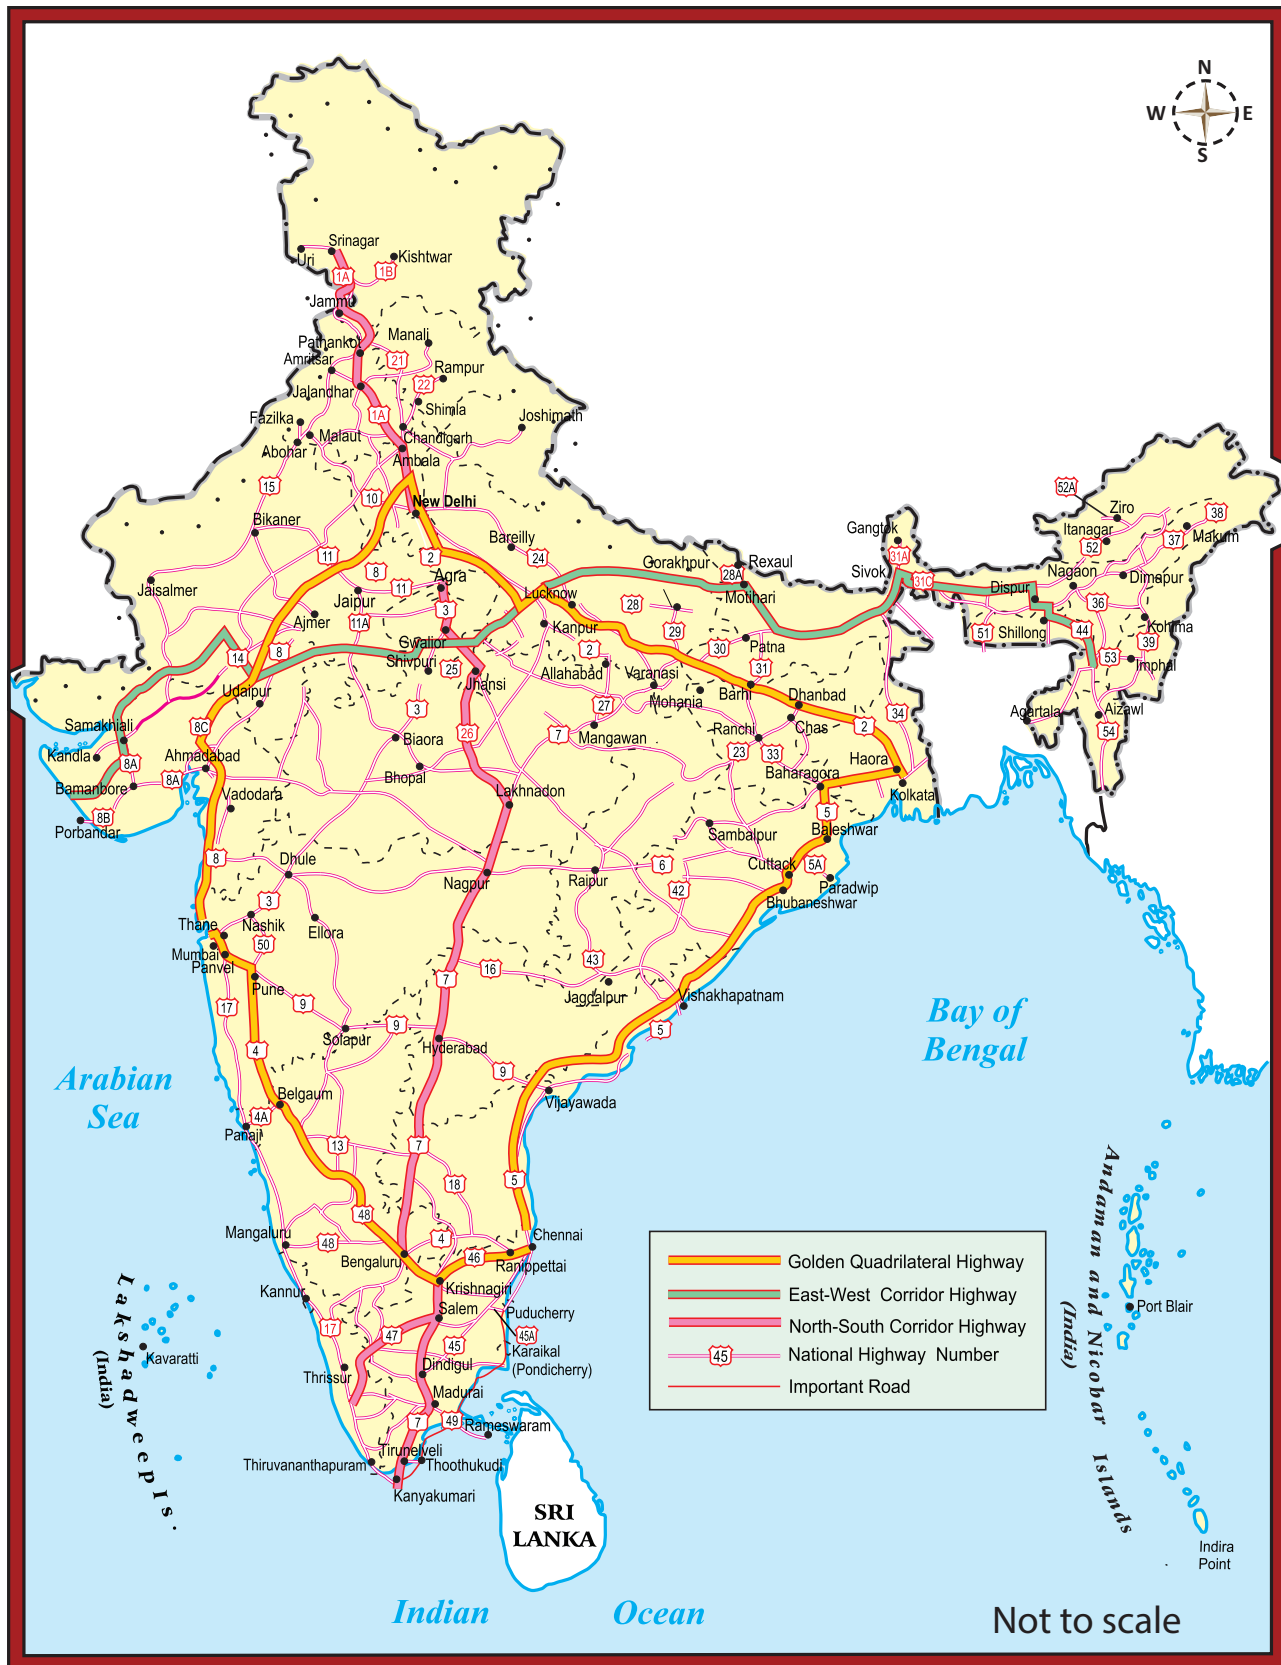 N
W E
S
Srinagar
Uri
Kishtwar
1A
1B
Jammu
Pathankot
Manali
Amritsar
21
Rampur
22
Jalandhar
1A
Shimla
Fazilka
Joshimath
Malaut
Chandigarh
Abohar
Ambala
15
10
New Delhi
52A
Ziro
38
Bikaner
Gangtok
Itanagar
52
37
Makum
Bareilly
11
2
24
31A
8
Agra
Gorakhpur
Rexaul
28A
Sivok
31C
Nagaon
Dimapur
Jaisalmer
11
Jaipur
Lucknow
Motihari
Dispur
3
28
36
Ajmer
11A
Kanpur
29
51
Shillong
44
Kohima
Gwalior
2
30
Patna
39
14
8
Shivpuri
25
53
Imphal
Jhansi
Allahabad
Varanasi
31
Udaipur
Mohania
Barhi
Dhanbad
3
27
34
Agartala
Aizawl
Samakhiali
8C
26
7
Mangawan
Ranchi
Chas
2
54
Biaora
23
33
Kandla
8A
Ahmadabad
Haora
8A
Bhopal
Baharagora
Bamanbore
Vadodara
Lakhnadon
Kolkata
8B
5
Porbandar
Sambalpur
Baleshwar
8
Dhule
6
Cuttack
5A
Nagpur
Raipur
42
Paradwip
3
Bhubaneshwar
Thane
Nashik
Ellora
50
Mumbai
Panvel
43
16
Pune
7
Jagdalpur
Vishakhapatnam
17
9
9
5
Bay of
Bengal
Solapur
Hyderabad
4
9
Arabian
Sea
Belgaum
Vijayawada
4A
Panaji
13
7
18
5
48
Mangaluru
48
4
Chennai
Bengaluru
46
Ranippettai
Krishnagiri
Kannur
Salem
Puducherry
17
47
45
45A
Karaikal
(Pondicherry)
Thrissur
Dindigul
Madurai
7
49
Rameswaram
Tirunelveli
Thiruvananthapuram
Thoothukudi
Kanyakumari
SRI
LANKA
Lakshadweep Is.
(India)
Kavaratti
Golden Quadrilateral Highway
East-West Corridor Highway
North-South Corridor Highway
45
National Highway Number
Important Road
Andaman and Nicobar Islands
(India)
Port Blair
Indira
Point
Indian Ocean
Not to scale